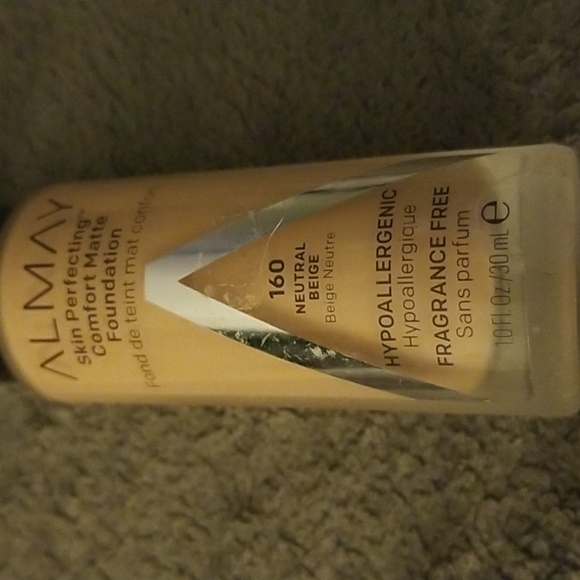 ALMAY
Skin Perfecting™
Comfort Matte
Foundation
Fond de teint mat confort
160
NEUTRAL
BEIGE
Beige Neutre
HYPOALLERGENIC
Hypoallergique
FRAGRANCE FREE
Sans parfum
1.0 Fl. Oz/30 mL e